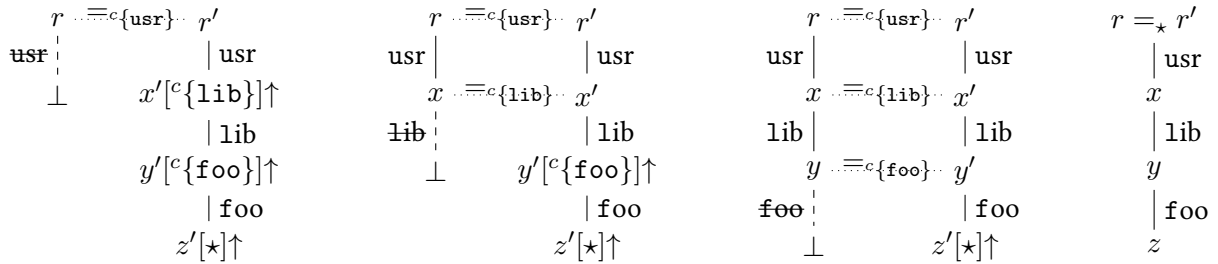 r =ᶜ{usr} r′ r =ᶜ{usr} r′ r =ᶜ{usr} r′ r =⋆ r′
usr usr usr usr usr usr usr
⊥ x′[ᶜ{lib}]↑ x =ᶜ{lib} x′ x =ᶜ{lib} x′ x
lib lib lib lib lib lib
y′[ᶜ{foo}]↑ ⊥ y′[ᶜ{foo}]↑ y =ᶜ{foo} y′ y
foo foo foo foo foo
z′[⋆]↑ z′[⋆]↑ ⊥ z′[⋆]↑ z